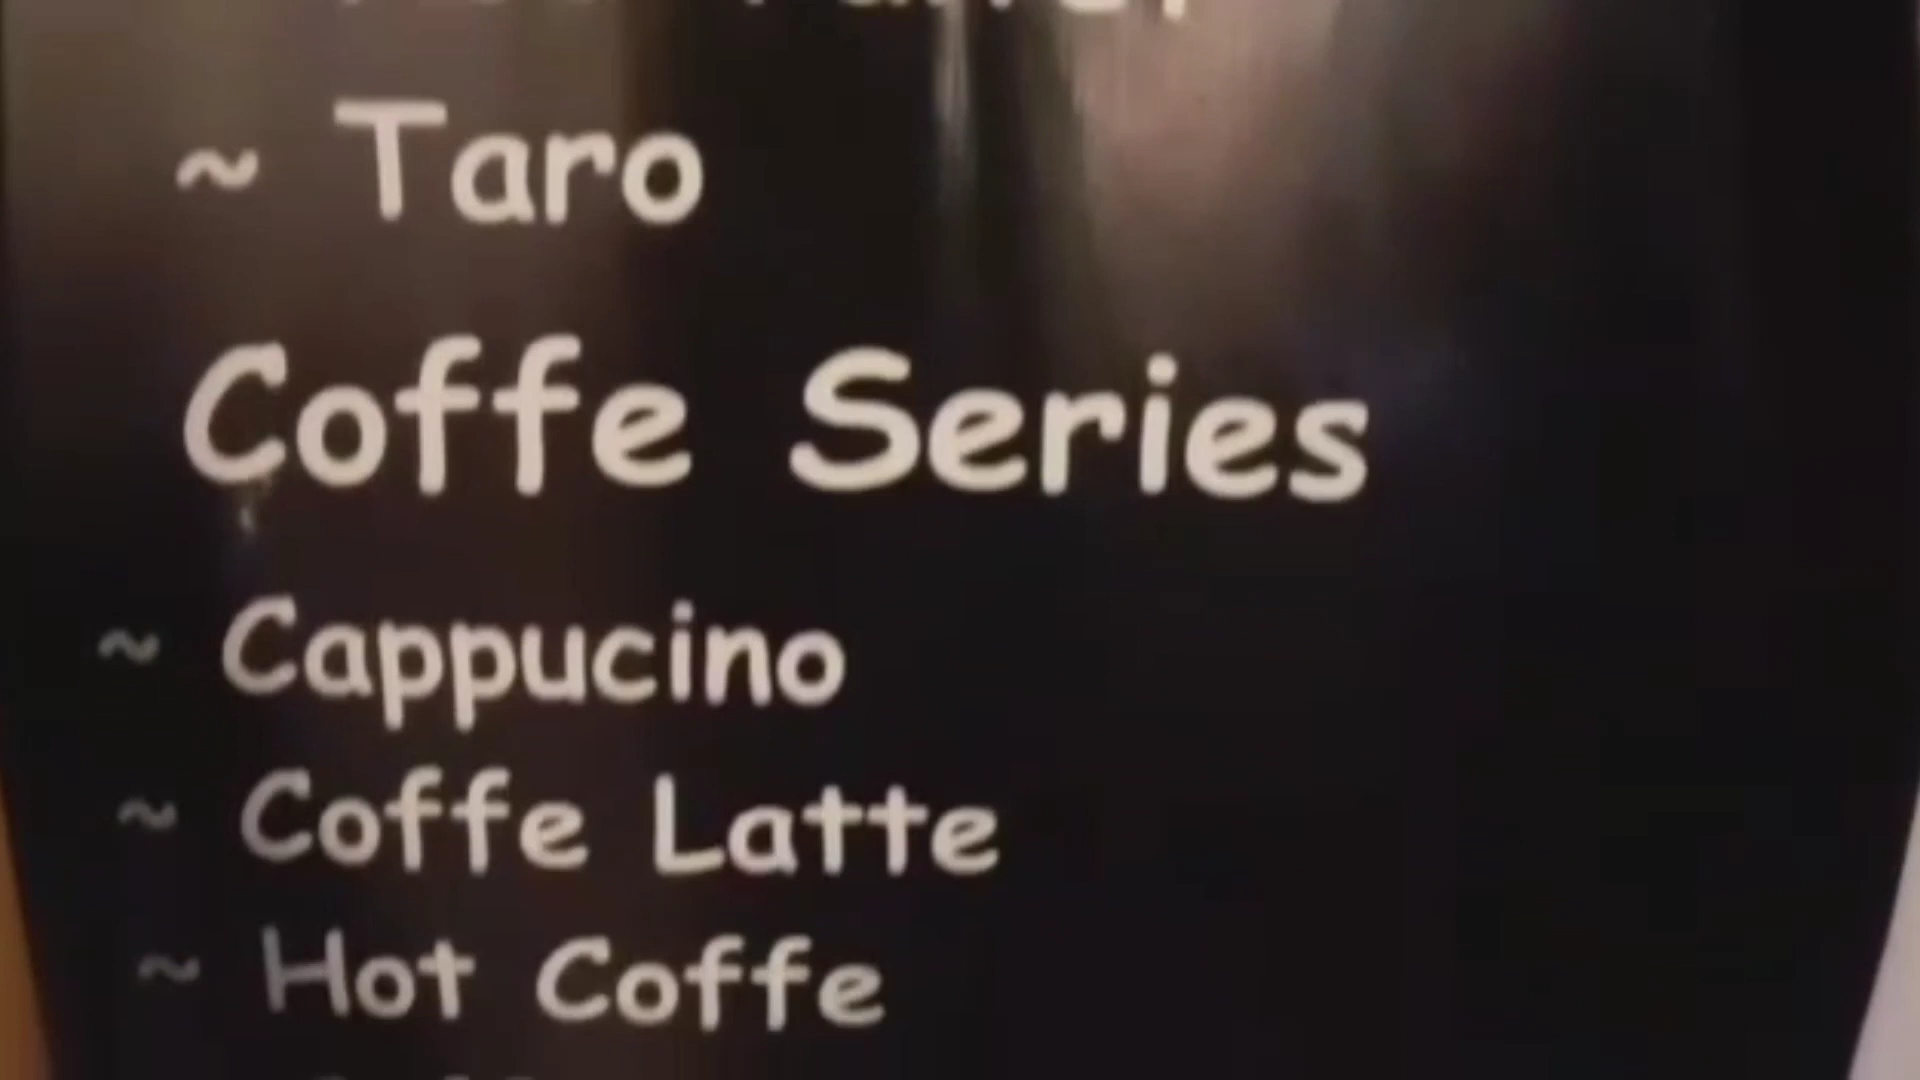 ~ Taro
Coffe Series
~ Cappucino
~ Coffe Latte
~ Hot Coffe